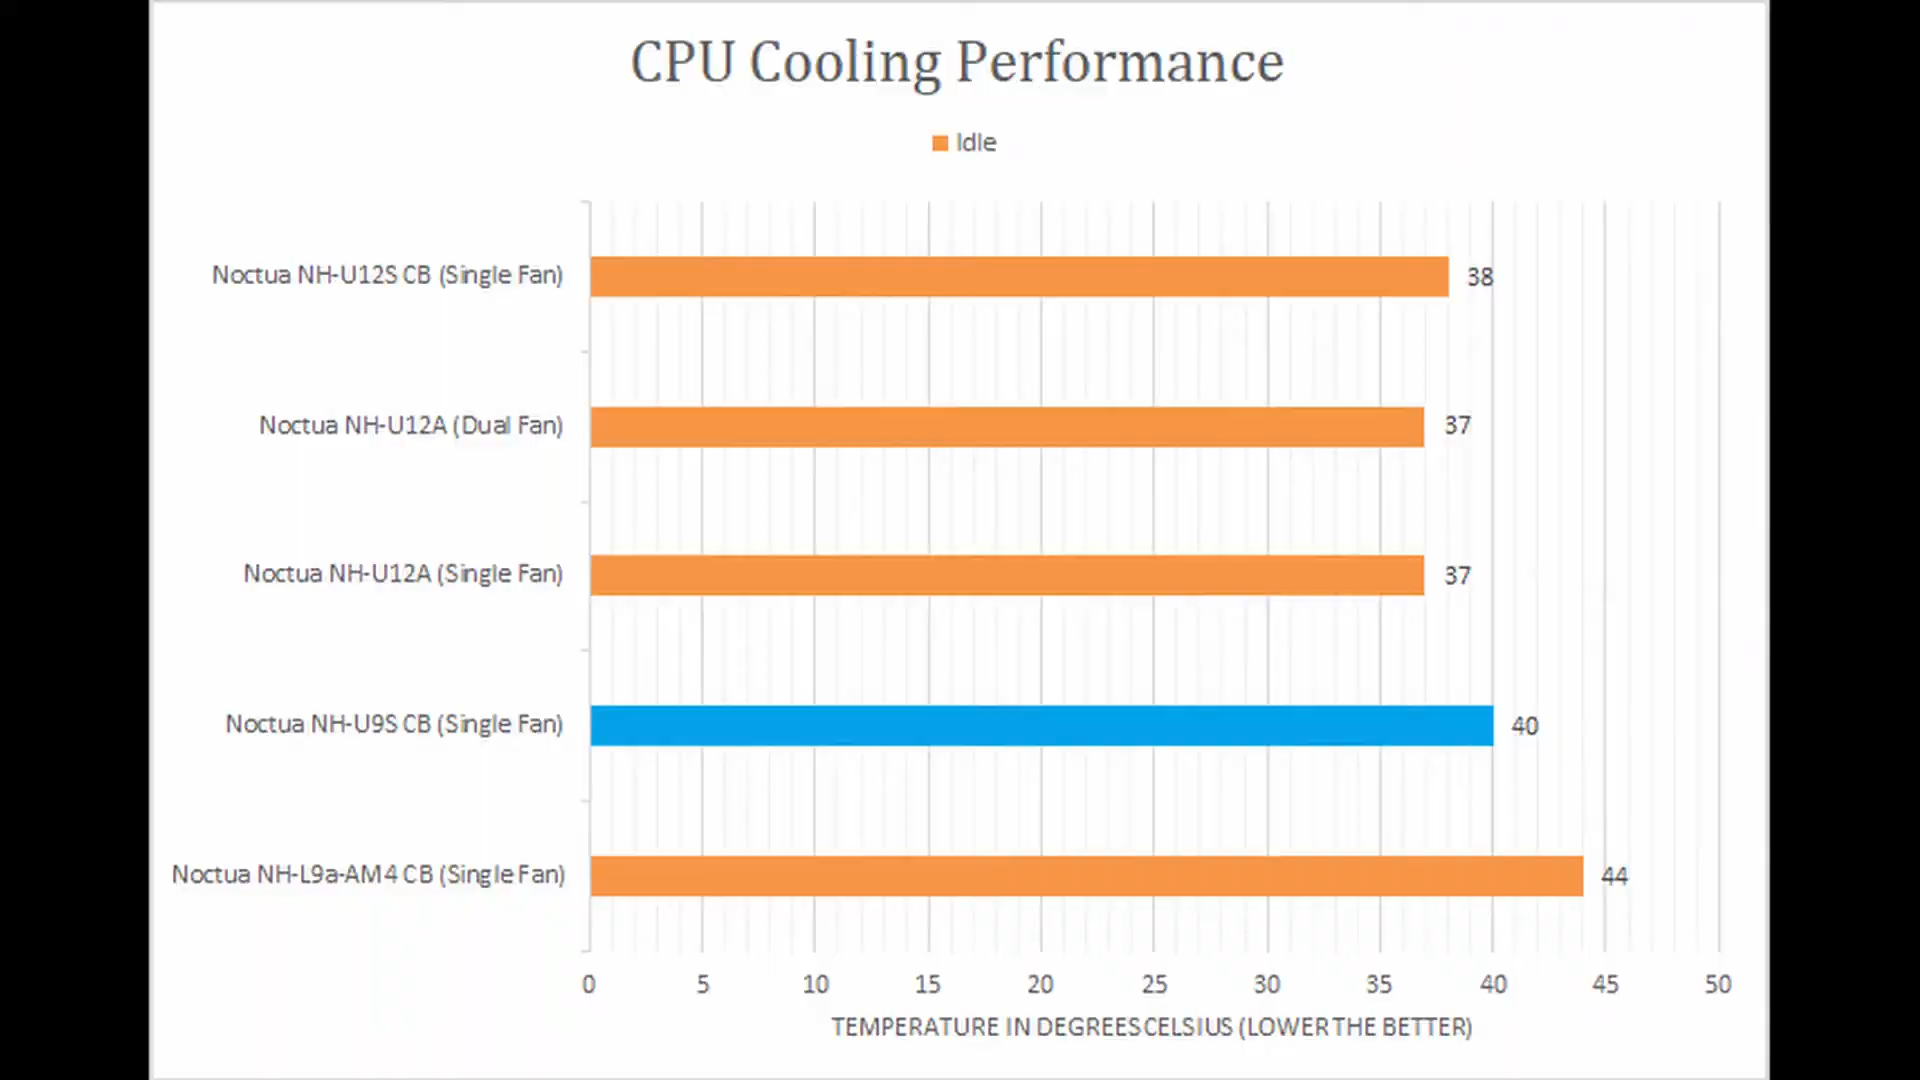 CPU Cooling Performance
Idle
Noctua NH-U12S CB (Single Fan)
38
Noctua NH-U12A (Dual Fan)
37
Noctua NH-U12A (Single Fan)
37
Noctua NH-U9S CB (Single Fan)
40
Noctua NH-L9a-AM4 CB (Single Fan)
44
0 5 10 15 20 25 30 35 40 45 50
TEMPERATURE IN DEGREES CELSIUS (LOWER THE BETTER)